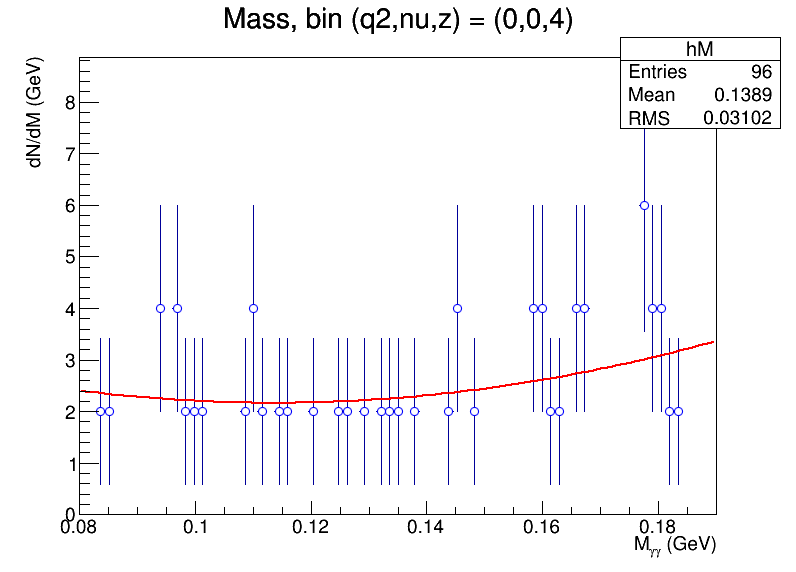 Mass, bin (q2,nu,z) = (0,0,4)
hM
Entries 96
Mean 0.1389
RMS 0.03102
dN/dM (GeV)
8
7
6
5
4
3
2
1
0
0.08 0.1 0.12 0.14 0.16 0.18
Mγγ (GeV)